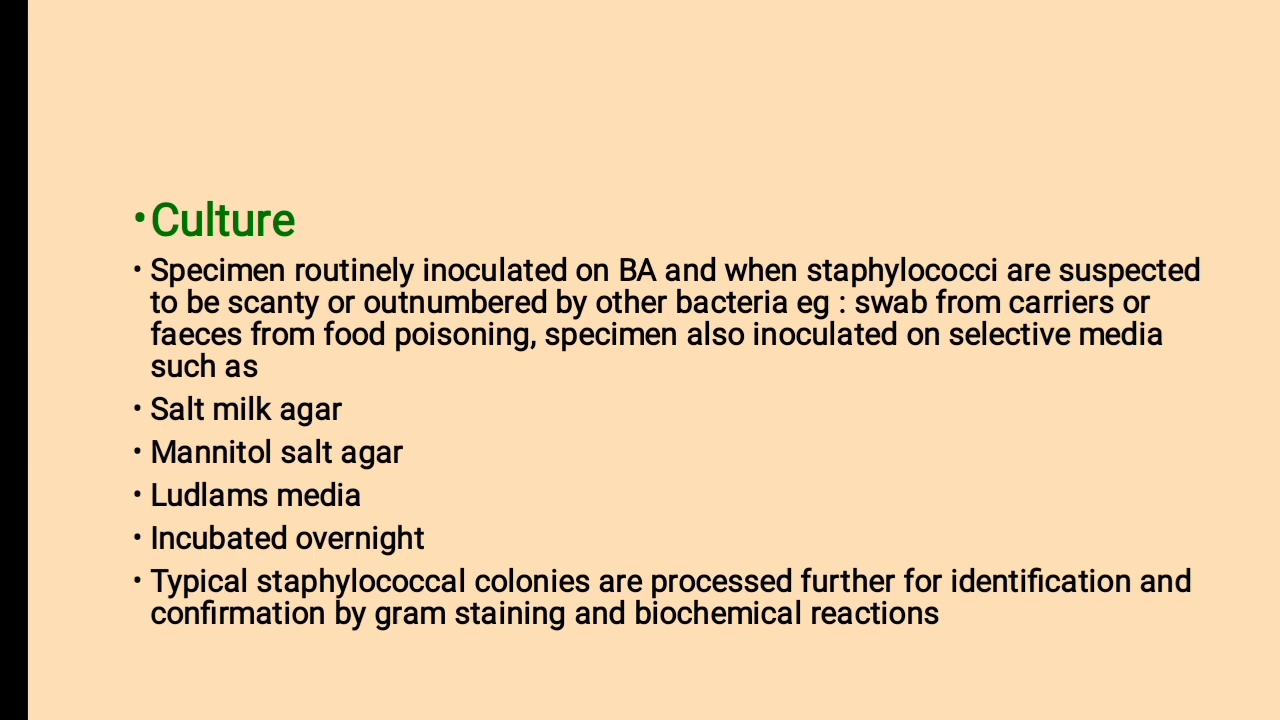 •Culture
• Specimen routinely inoculated on BA and when staphylococci are suspected
to be scanty or outnumbered by other bacteria eg : swab from carriers or
faeces from food poisoning, specimen also inoculated on selective media
such as
• Salt milk agar
• Mannitol salt agar
• Ludlams media
• Incubated overnight
• Typical staphylococcal colonies are processed further for identification and
confirmation by gram staining and biochemical reactions